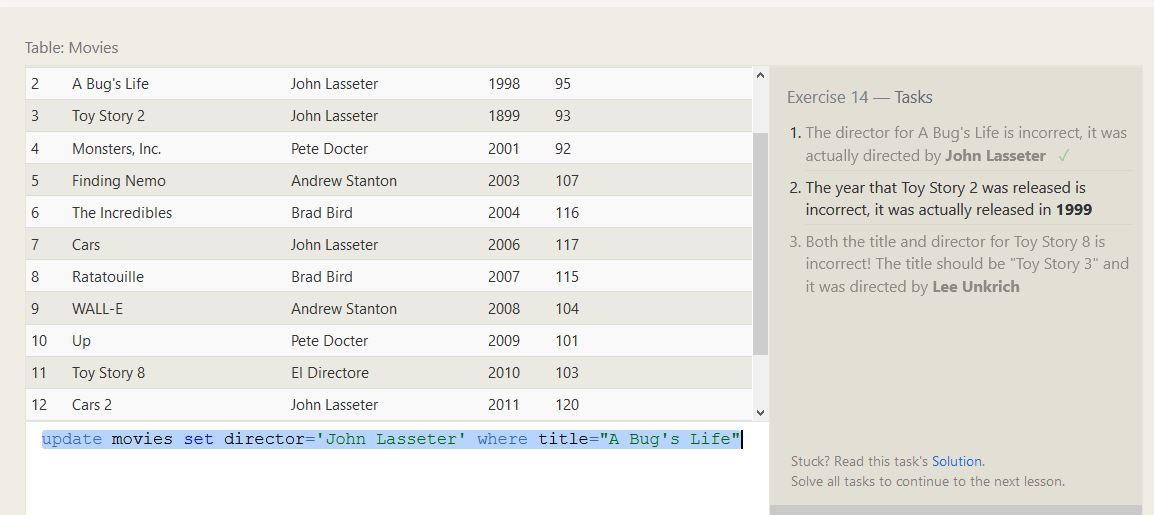 Table: Movies
2 A Bug's Life John Lasseter 1998 95
3 Toy Story 2 John Lasseter 1899 93
4 Monsters, Inc. Pete Docter 2001 92
5 Finding Nemo Andrew Stanton 2003 107
6 The Incredibles Brad Bird 2004 116
7 Cars John Lasseter 2006 117
8 Ratatouille Brad Bird 2007 115
9 WALL-E Andrew Stanton 2008 104
10 Up Pete Docter 2009 101
11 Toy Story 8 El Directore 2010 103
12 Cars 2 John Lasseter 2011 120
update movies set director='John Lasseter' where title="A Bug's Life"
Exercise 14 — Tasks
1. The director for A Bug's Life is incorrect, it was
actually directed by John Lasseter ✓
2. The year that Toy Story 2 was released is
incorrect, it was actually released in 1999
3. Both the title and director for Toy Story 8 is
incorrect! The title should be "Toy Story 3" and
it was directed by Lee Unkrich
Stuck? Read this task's Solution.
Solve all tasks to continue to the next lesson.